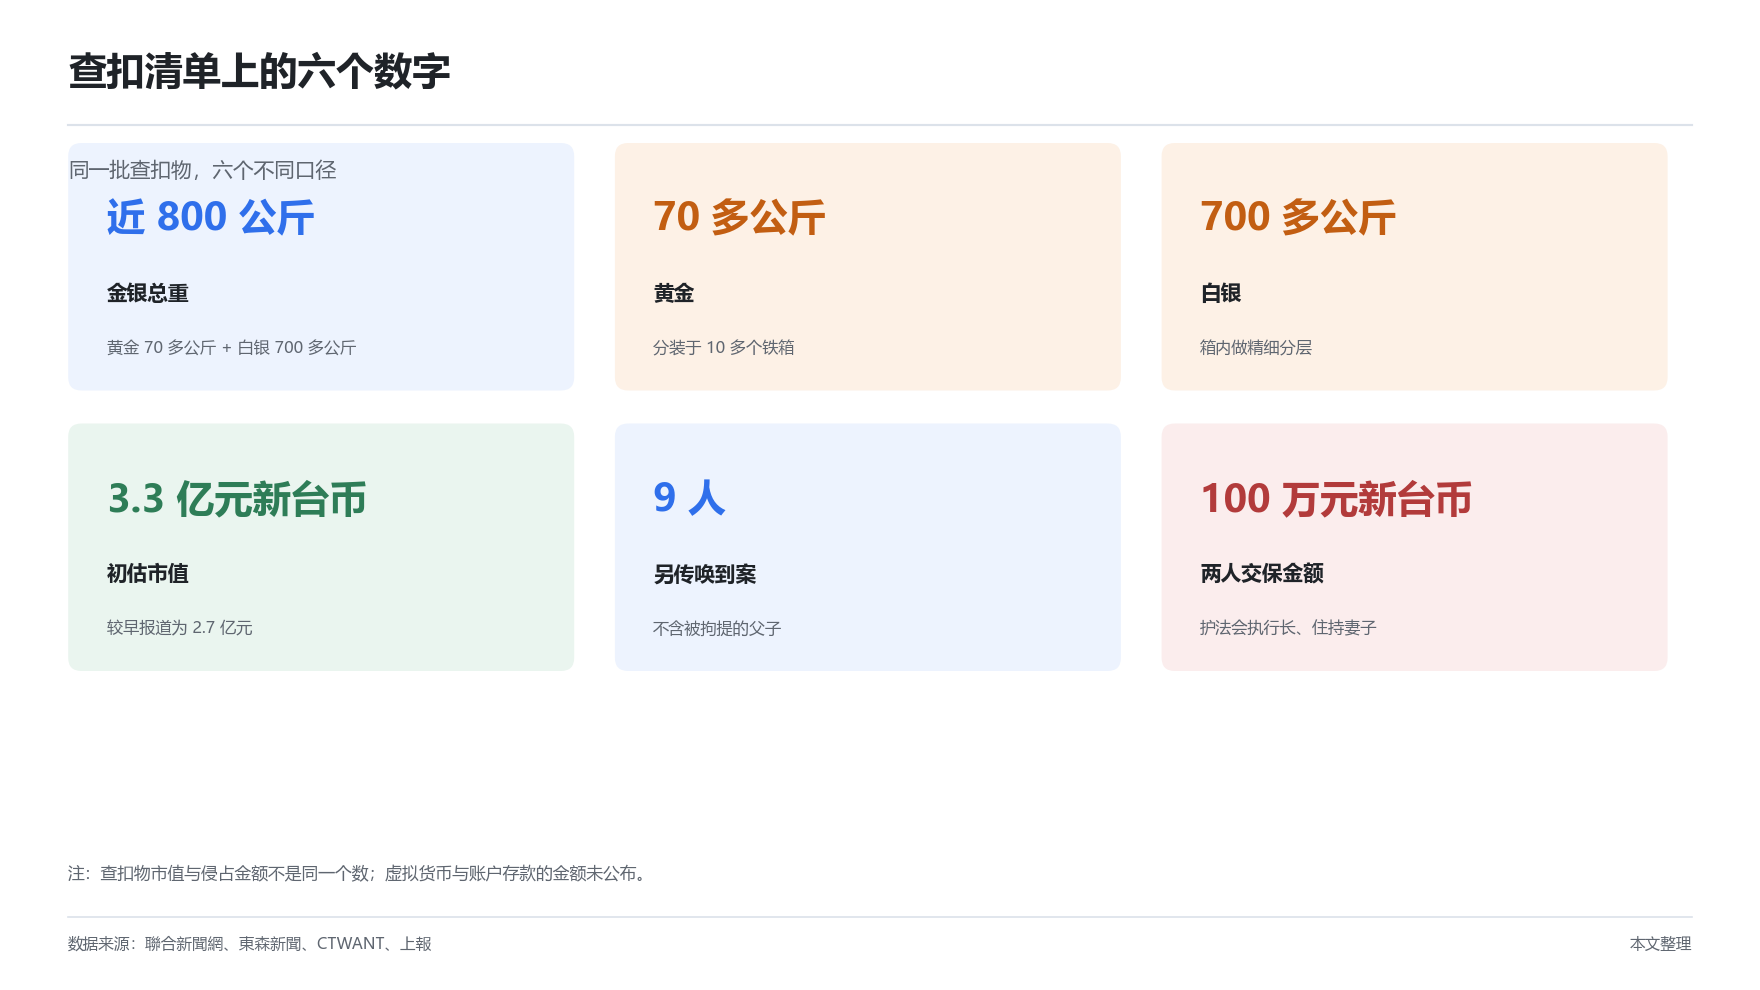 查扣清单上的六个数字
同一批查扣物，六个不同口径
近 800 公斤
金银总重
黄金 70 多公斤 + 白银 700 多公斤
70 多公斤
黄金
分装于 10 多个铁箱
700 多公斤
白银
箱内做精细分层
3.3 亿元新台币
初估市值
较早报道为 2.7 亿元
9 人
另传唤到案
不含被拘提的父子
100 万元新台币
两人交保金额
护法会执行长、住持妻子
注：查扣物市值与侵占金额不是同一个数；虚拟货币与账户存款的金额未公布。
数据来源：聯合新聞網、東森新聞、CTWANT、上報
本文整理